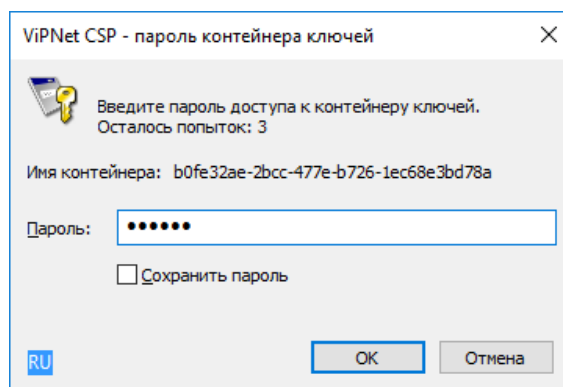 ViPNet CSP - пароль контейнера ключей
Введите пароль доступа к контейнеру ключей.
Осталось попыток: 3
Имя контейнера: b0fe32ae-2bcc-477e-b726-1ec68e3bd78a
Пароль: ••••••
Сохранить пароль
RU
OK
Отмена